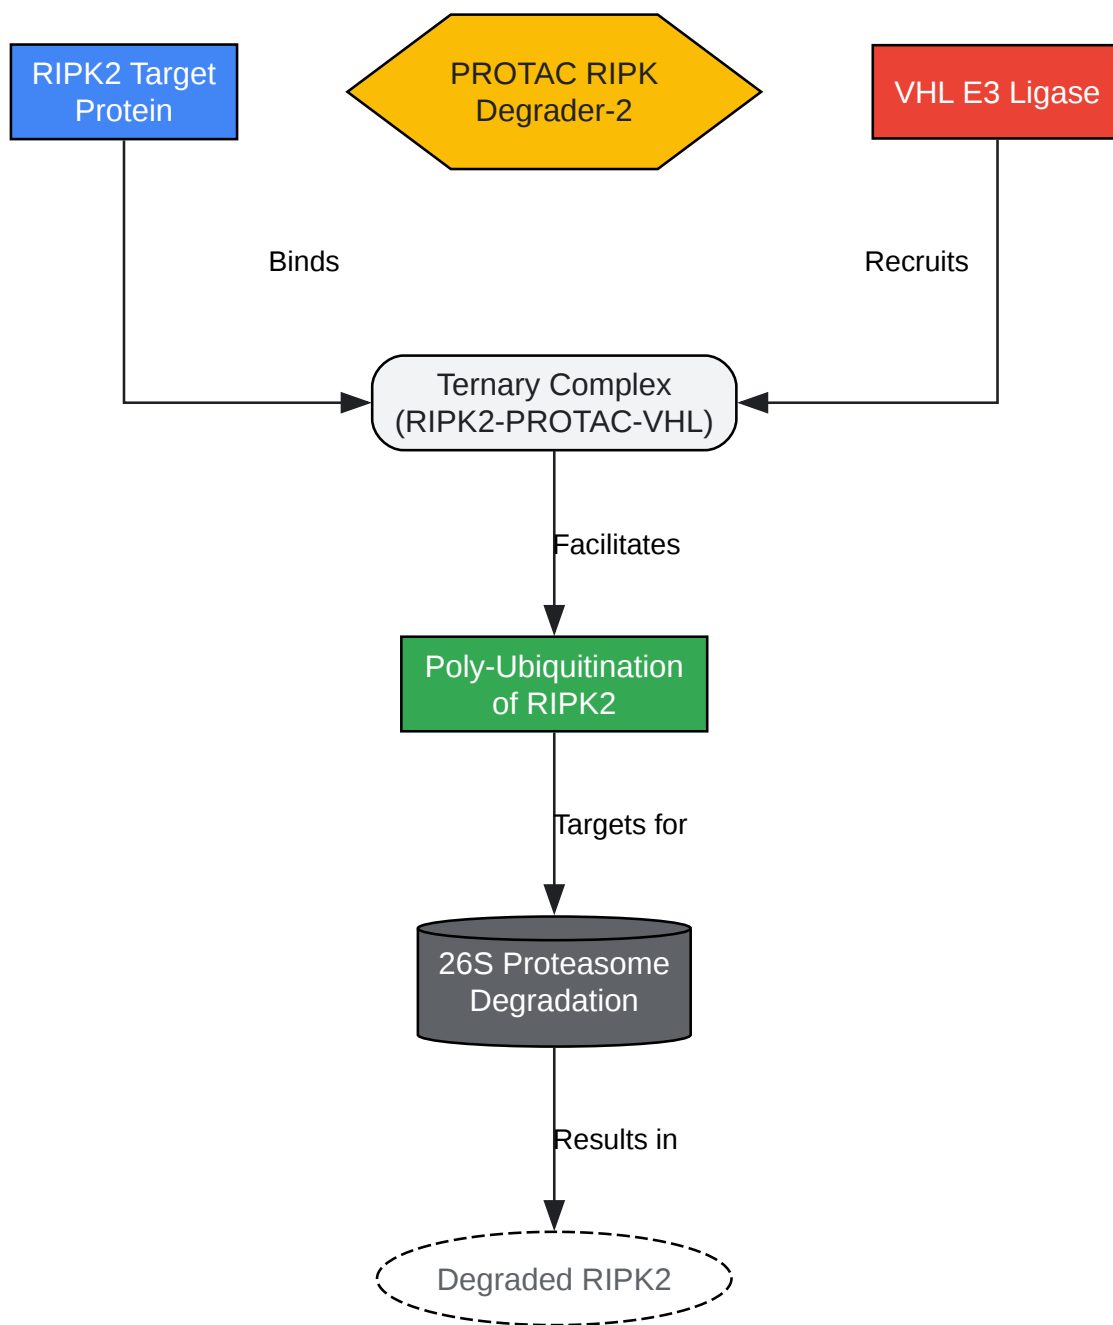 RIPK2 Target
Protein
PROTAC RIPK
Degrader-2
VHL E3 Ligase
Binds
Recruits
Ternary Complex
(RIPK2-PROTAC-VHL)
Facilitates
Poly-Ubiquitination
of RIPK2
Targets for
26S Proteasome
Degradation
Results in
Degraded RIPK2